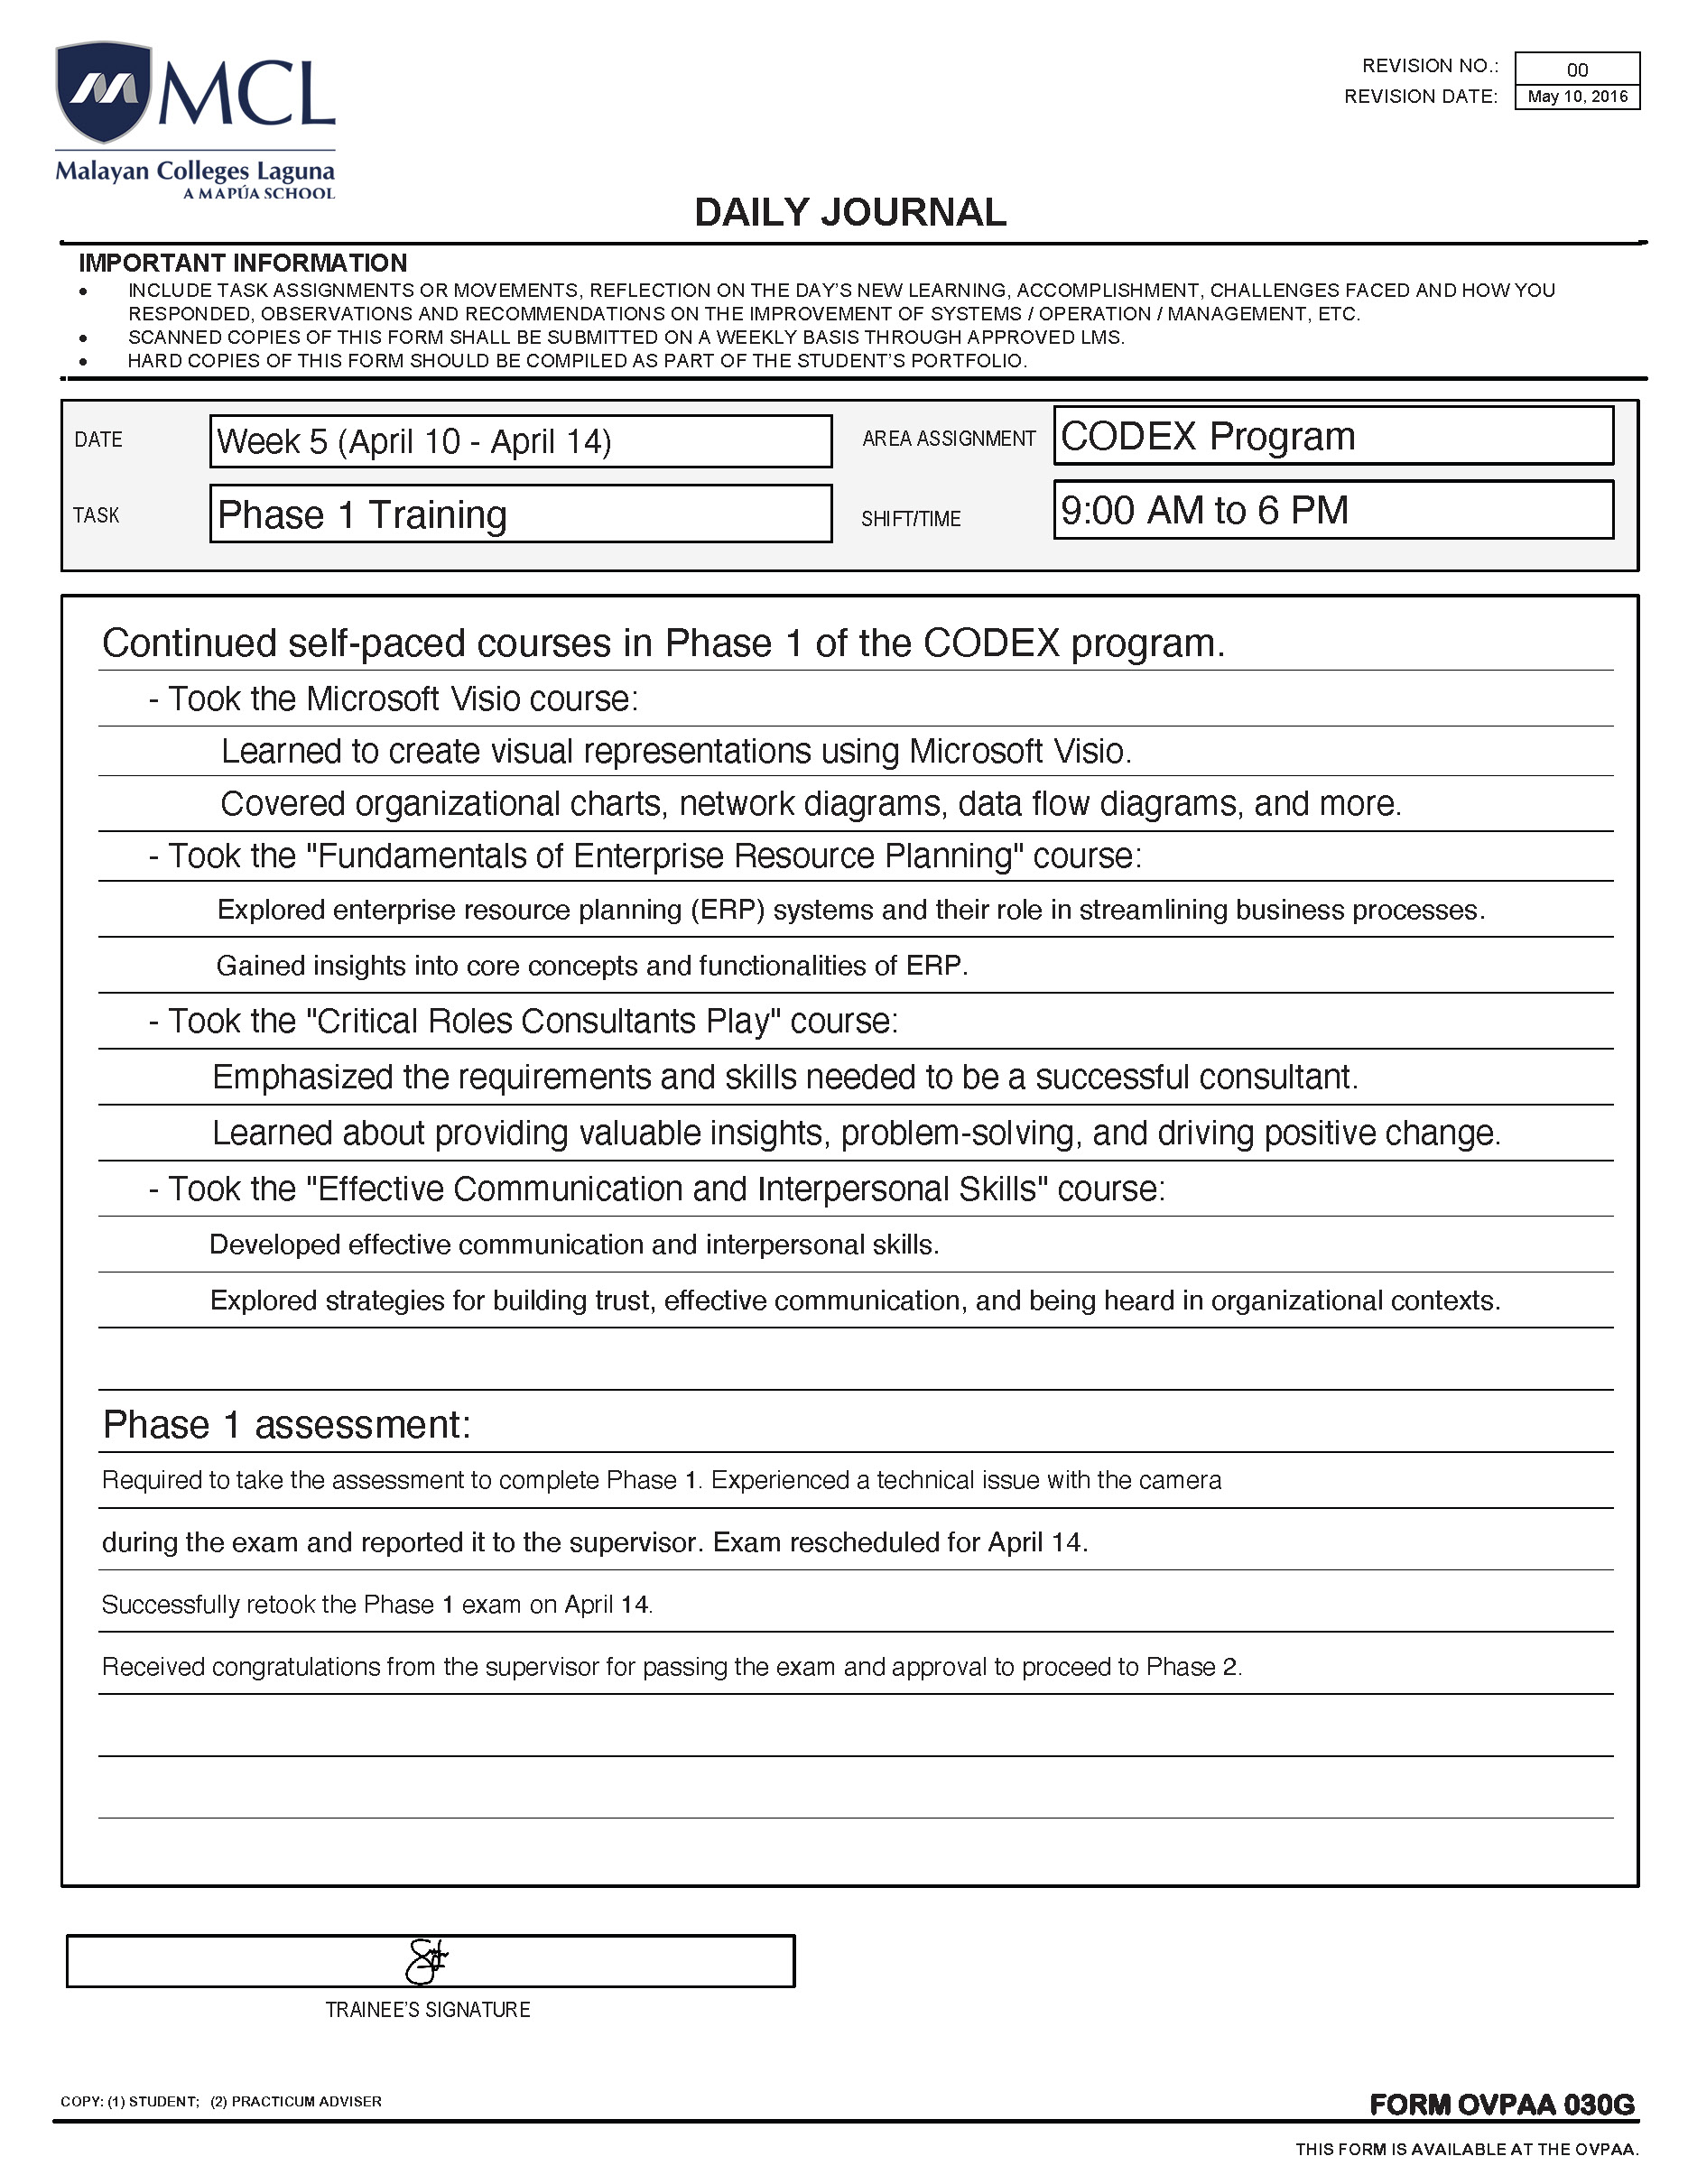 MCL
Malayan Colleges Laguna
A MAPÚA SCHOOL
REVISION NO.: 00
REVISION DATE: May 10, 2016
DAILY JOURNAL
IMPORTANT INFORMATION
• INCLUDE TASK ASSIGNMENTS OR MOVEMENTS, REFLECTION ON THE DAY'S NEW LEARNING, ACCOMPLISHMENT, CHALLENGES FACED AND HOW YOU
RESPONDED, OBSERVATIONS AND RECOMMENDATIONS ON THE IMPROVEMENT OF SYSTEMS / OPERATION / MANAGEMENT, ETC.
• SCANNED COPIES OF THIS FORM SHALL BE SUBMITTED ON A WEEKLY BASIS THROUGH APPROVED LMS.
• HARD COPIES OF THIS FORM SHOULD BE COMPILED AS PART OF THE STUDENT'S PORTFOLIO.
DATE Week 5 (April 10 - April 14) AREA ASSIGNMENT CODEX Program
TASK Phase 1 Training SHIFT/TIME 9:00 AM to 6 PM
Continued self-paced courses in Phase 1 of the CODEX program.
- Took the Microsoft Visio course:
Learned to create visual representations using Microsoft Visio.
Covered organizational charts, network diagrams, data flow diagrams, and more.
- Took the "Fundamentals of Enterprise Resource Planning" course:
Explored enterprise resource planning (ERP) systems and their role in streamlining business processes.
Gained insights into core concepts and functionalities of ERP.
- Took the "Critical Roles Consultants Play" course:
Emphasized the requirements and skills needed to be a successful consultant.
Learned about providing valuable insights, problem-solving, and driving positive change.
- Took the "Effective Communication and Interpersonal Skills" course:
Developed effective communication and interpersonal skills.
Explored strategies for building trust, effective communication, and being heard in organizational contexts.
Phase 1 assessment:
Required to take the assessment to complete Phase 1. Experienced a technical issue with the camera
during the exam and reported it to the supervisor. Exam rescheduled for April 14.
Successfully retook the Phase 1 exam on April 14.
Received congratulations from the supervisor for passing the exam and approval to proceed to Phase 2.
TRAINEE'S SIGNATURE
COPY: (1) STUDENT; (2) PRACTICUM ADVISER
FORM OVPAA 030G
THIS FORM IS AVAILABLE AT THE OVPAA.